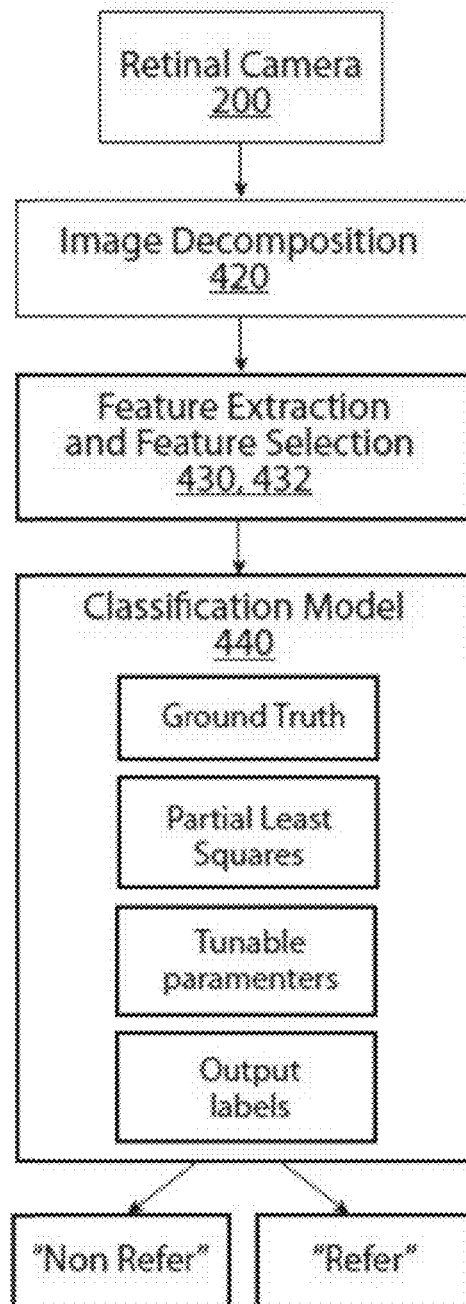 Retinal Camera
200
Image Decomposition
420
Feature Extraction
and Feature Selection
430, 432
Classification Model
440
Ground Truth
Partial Least
Squares
Tunable
paramenters
Output
labels
"Non Refer"
"Refer"